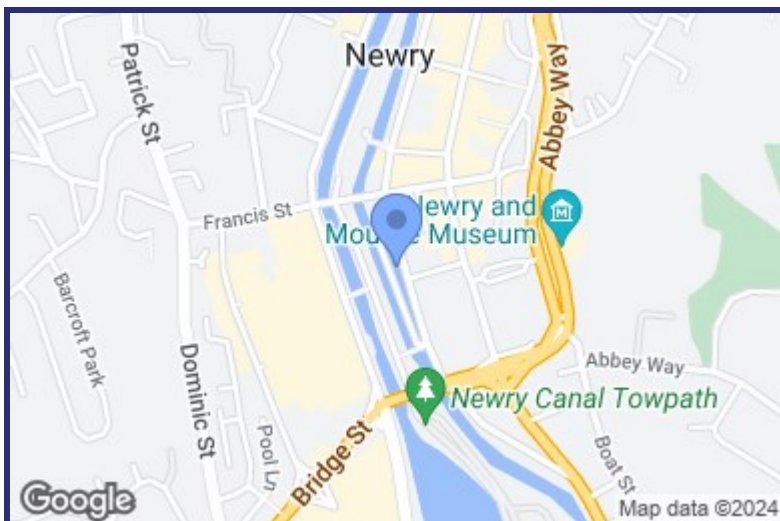 Newry
Patrick St
Abbey Way
Francis St
Newry and
Mourne Museum
Barcroft Park
Dominic St
Abbey Way
Newry Canal Towpath
Pool Ln
Bridge St
Boat St
Google
Map data ©2024